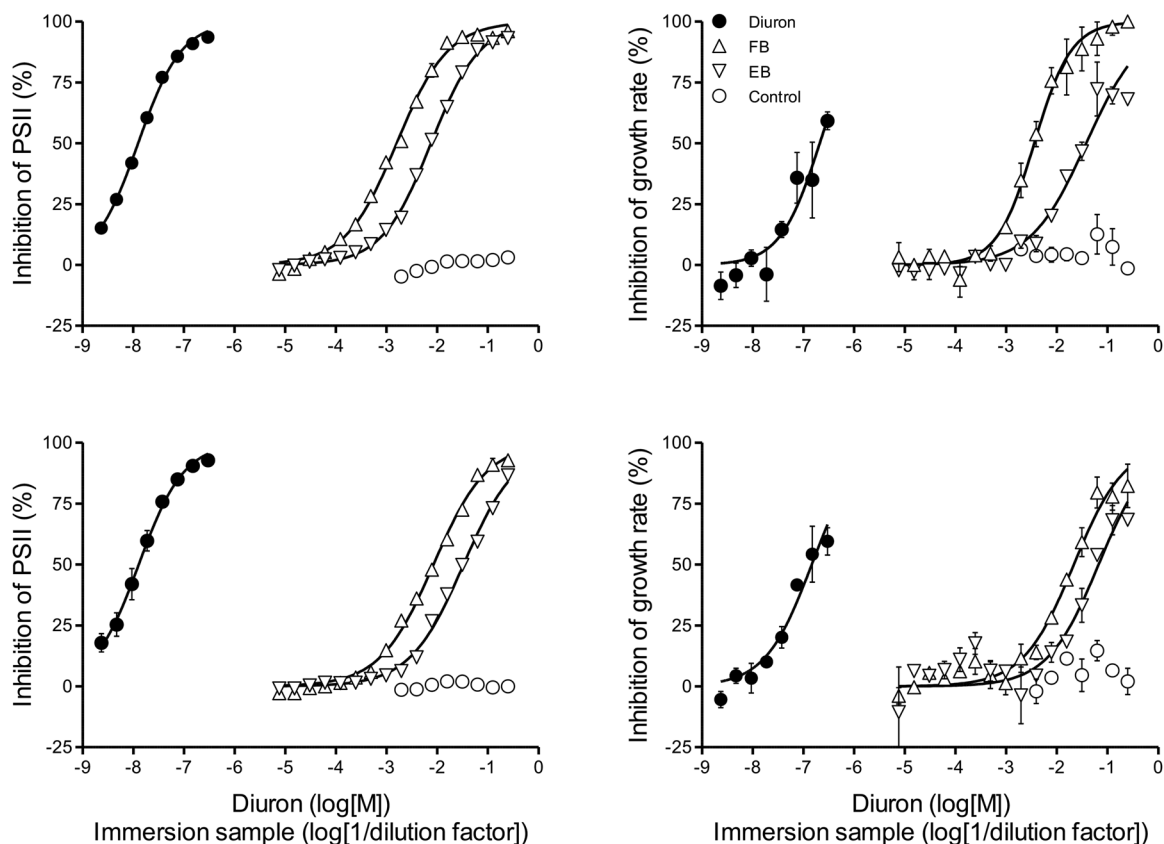 Inhibition of PSII (%)
100
75
50
25
0
-25
-9 -8 -7 -6 -5 -4 -3 -2 -1 0
Inhibition of growth rate (%)
100
75
50
25
0
-25
Diuron
FB
EB
Control
-9 -8 -7 -6 -5 -4 -3 -2 -1 0
Inhibition of PSII (%)
100
75
50
25
0
-25
-9 -8 -7 -6 -5 -4 -3 -2 -1 0
Diuron (log[M])
Immersion sample (log[1/dilution factor])
Inhibition of growth rate (%)
100
75
50
25
0
-25
-9 -8 -7 -6 -5 -4 -3 -2 -1 0
Diuron (log[M])
Immersion sample (log[1/dilution factor])